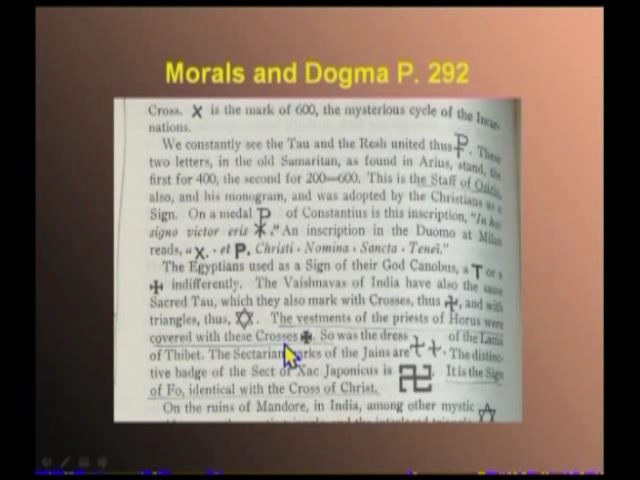 Morals and Dogma P. 292
Cross. X is the mark of 600, the mysterious cycle of the Incar-
nations.
We constantly see the Tau and the Resh united thus These
two letters, in the old Samaritan, as found in Arius, stand, the
first for 400, the second for 200=600. This is the Staff of Osiris,
also, and his monogram, and was adopted by the Christians as a
Sign. On a medal of Constantius is this inscription, "In hoc
signo victor eris ." An inscription in the Duomo at Milan
reads, "X. · et P. Christi · Nomina · Sancta · Tenei."
The Egyptians used as a Sign of their God Canobus, a T or a
indifferently. The Vaishnavas of India have also the same
Sacred Tau, which they also mark with Crosses, thus , and with
triangles, thus, . The vestments of the priests of Horus were
covered with these Crosses . So was the dress of the Lama
of Thibet. The Sectarian marks of the Jains are . The distinc-
tive badge of the Sect of Xac Japonicus is . It is the Sign
of Fo, identical with the Cross of Christ.
On the ruins of Mandore, in India, among other mystic